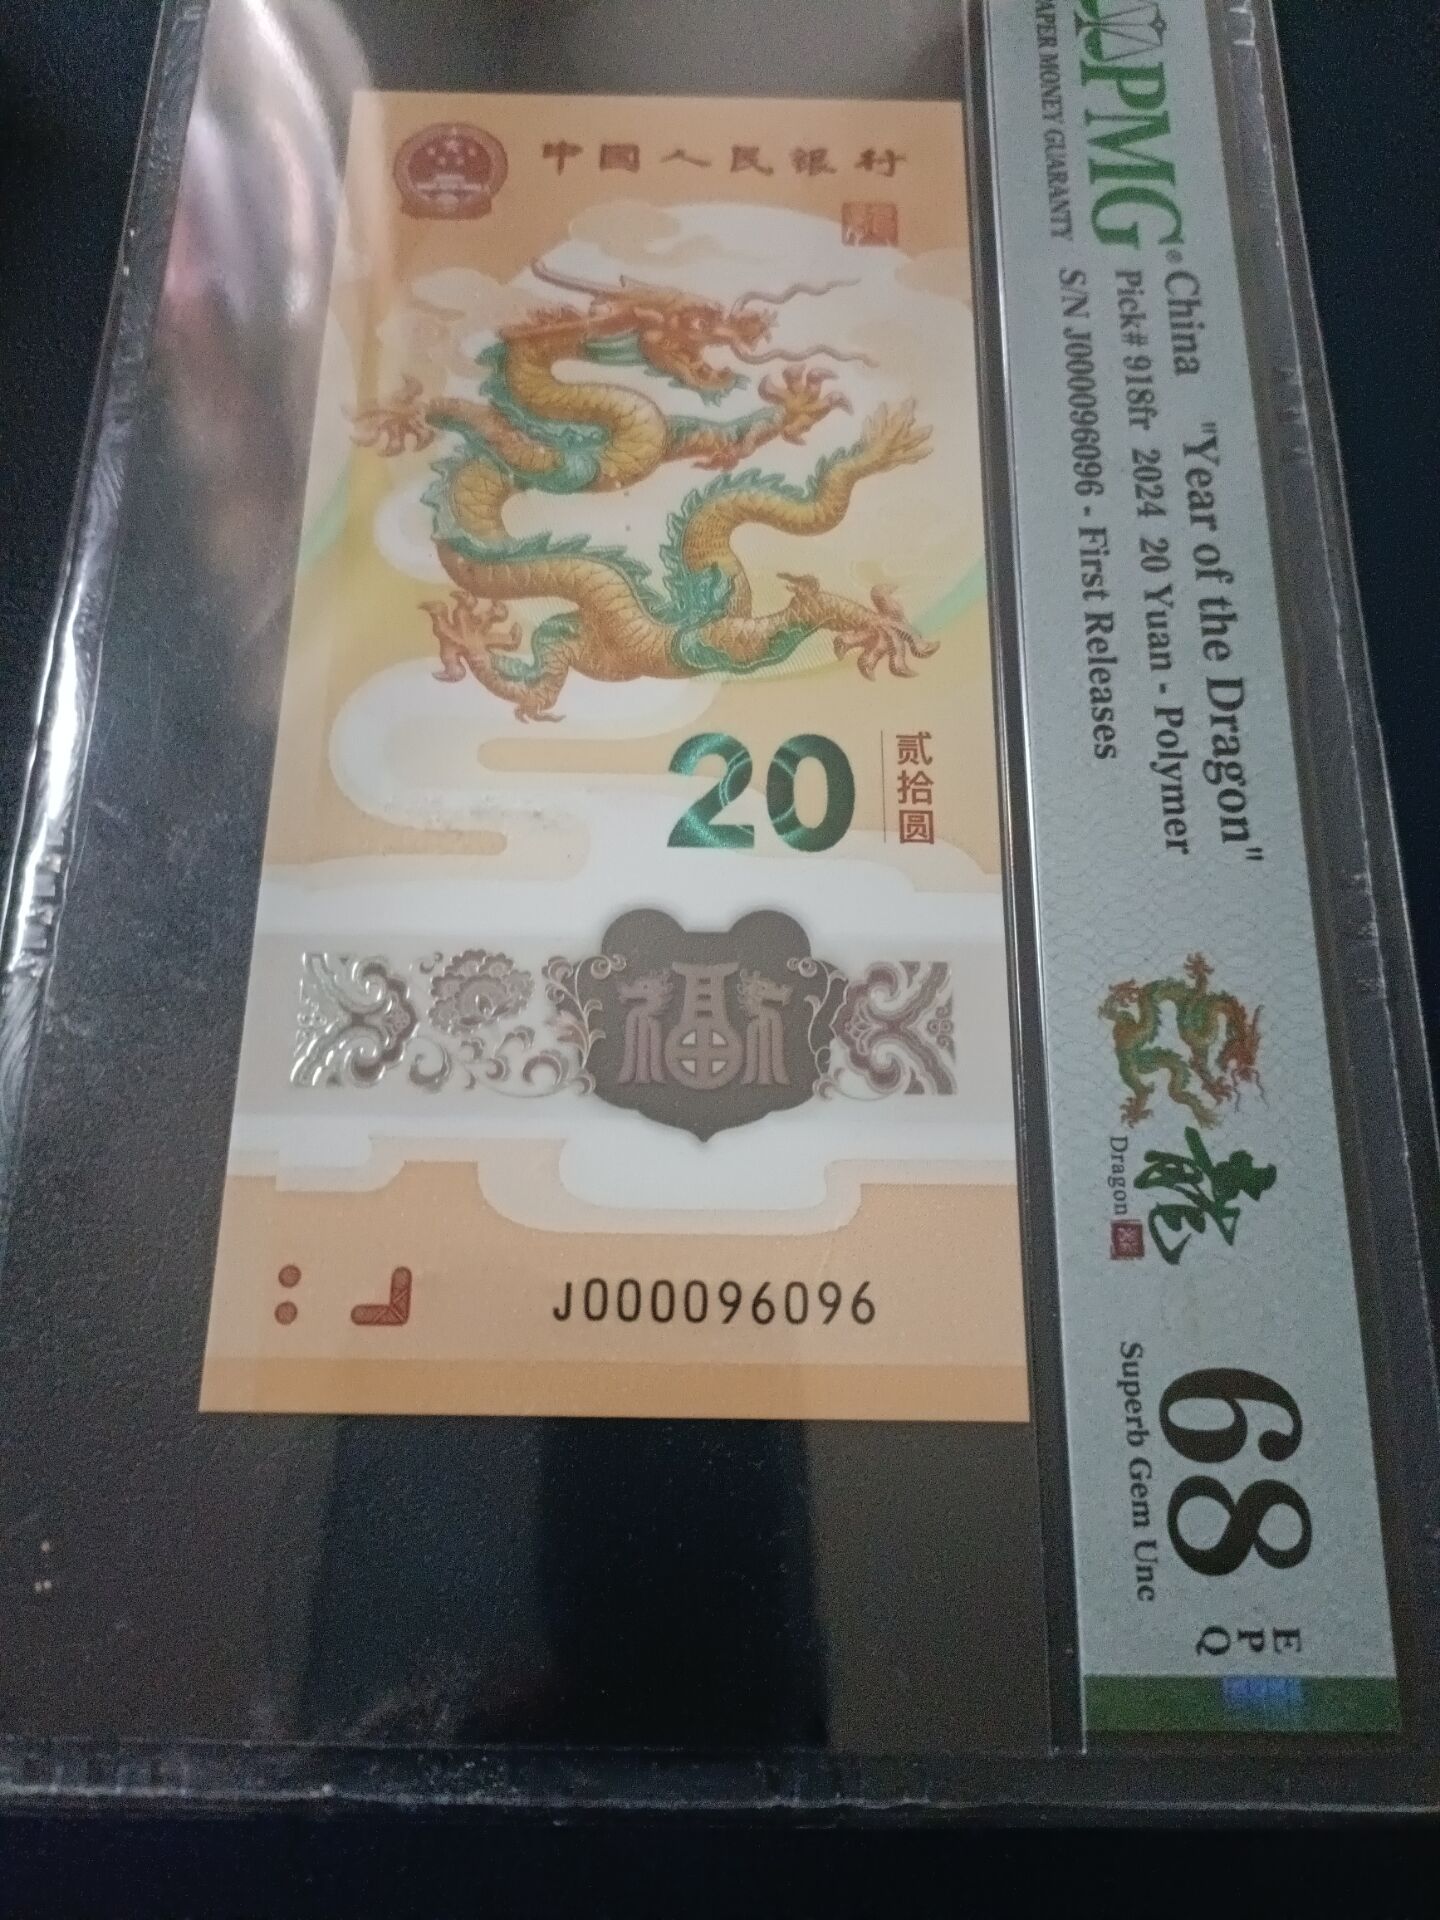 中国人民银行
20
贰拾圆
J000096096
PMG
PAPER MONEY GUARANTY
China "Year of the Dragon"
Pick# 918fr 2024 20 Yuan - Polymer
S/N J000096096 - First Releases
龍
Dragon
68
EPQ
Superb Gem Unc